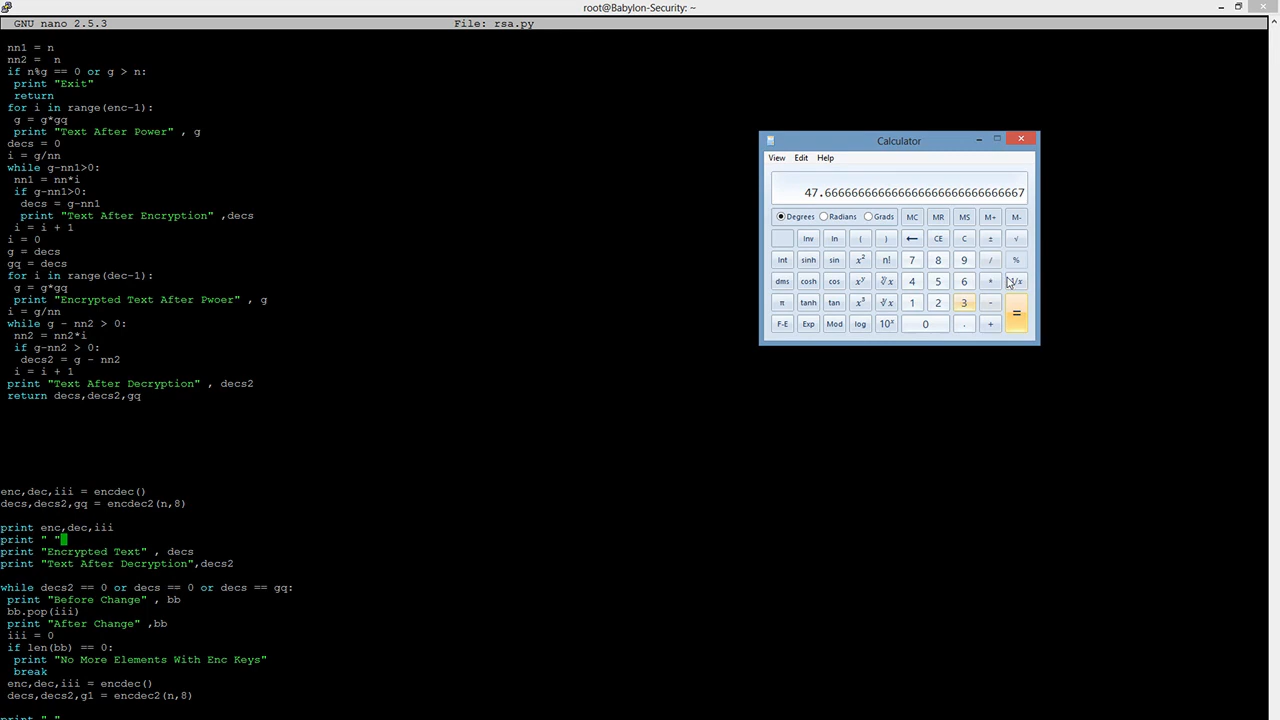 root@Babylon-Security: ~
GNU nano 2.5.3 File: rsa.py
nn1 = n
nn2 =  n
if n%g == 0 or g > n:
print "Exit"
return
for i in range(enc-1):
g = g*gq
print "Text After Power" , g
decs = 0
i = g/nn
while g-nn1>0:
nn1 = nn*i
if g-nn1>0:
decs = g-nn1
print "Text After Encryption" ,decs
i = i + 1
i = 0
g = decs
gq = decs
for i in range(dec-1):
g = g*gq
print "Encrypted Text After Pwoer" , g
i = g/nn
while g - nn2 > 0:
nn2 = nn2*i
if g-nn2 > 0:
decs2 = g - nn2
i = i + 1
print "Text After Decryption" , decs2
return decs,decs2,gq
enc,dec,iii = encdec()
decs,decs2,gq = encdec2(n,8)
print enc,dec,iii
print " "
print "Encrypted Text" , decs
print "Text After Decryption",decs2
while decs2 == 0 or decs == 0 or decs == gq:
print "Before Change" , bb
bb.pop(iii)
print "After Change" ,bb
iii = 0
if len(bb) == 0:
print "No More Elements With Enc Keys"
break
enc,dec,iii = encdec()
decs,decs2,g1 = encdec2(n,8)
print " "
Calculator
View Edit Help
47.666666666666666666666666666667
Degrees Radians Grads MC MR MS M+ M-
Inv ln ( ) ← CE C ± √
Int sinh sin x² n! 7 8 9 / %
dms cosh cos xʸ ʸ√x 4 5 6 * 1/x
π tanh tan x³ ³√x 1 2 3 - =
F-E Exp Mod log 10ˣ 0 . +